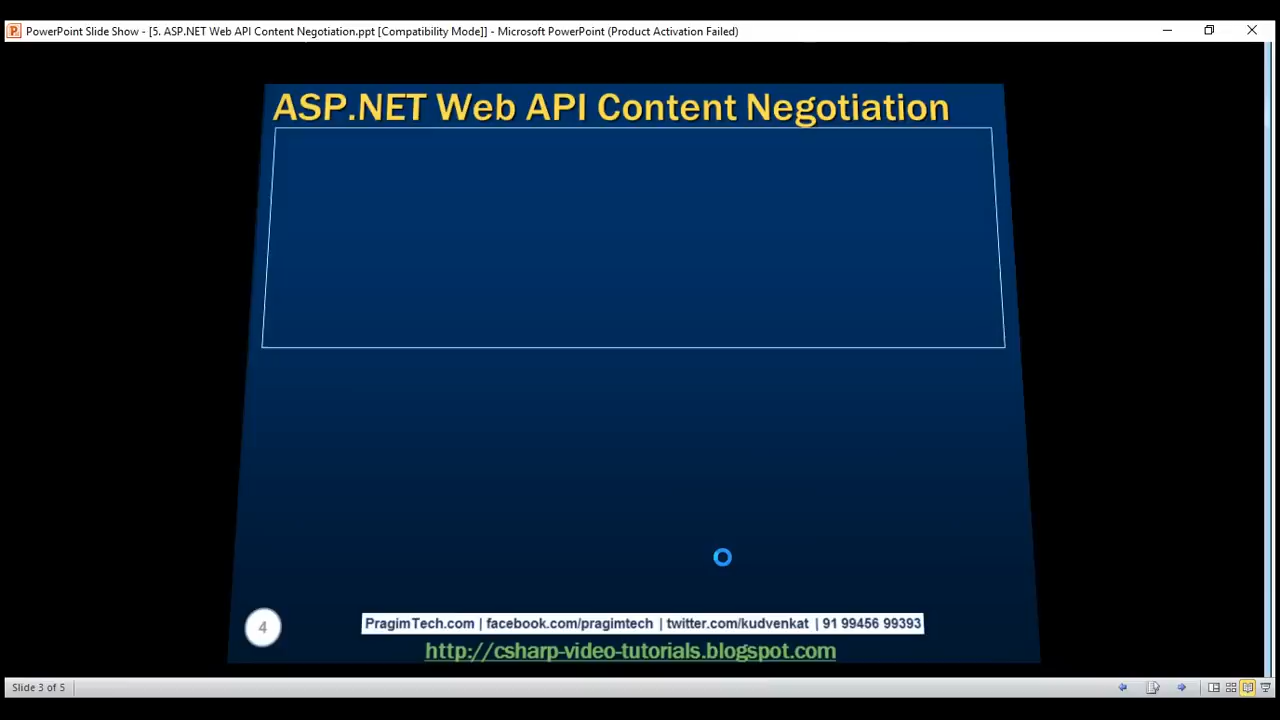 PowerPoint Slide Show - [5. ASP.NET Web API Content Negotiation.ppt [Compatibility Mode]] - Microsoft PowerPoint (Product Activation Failed)
ASP.NET Web API Content Negotiation
4
PragimTech.com | facebook.com/pragimtech | twitter.com/kudvenkat | 91 99456 99393
http://csharp-video-tutorials.blogspot.com
Slide 3 of 5